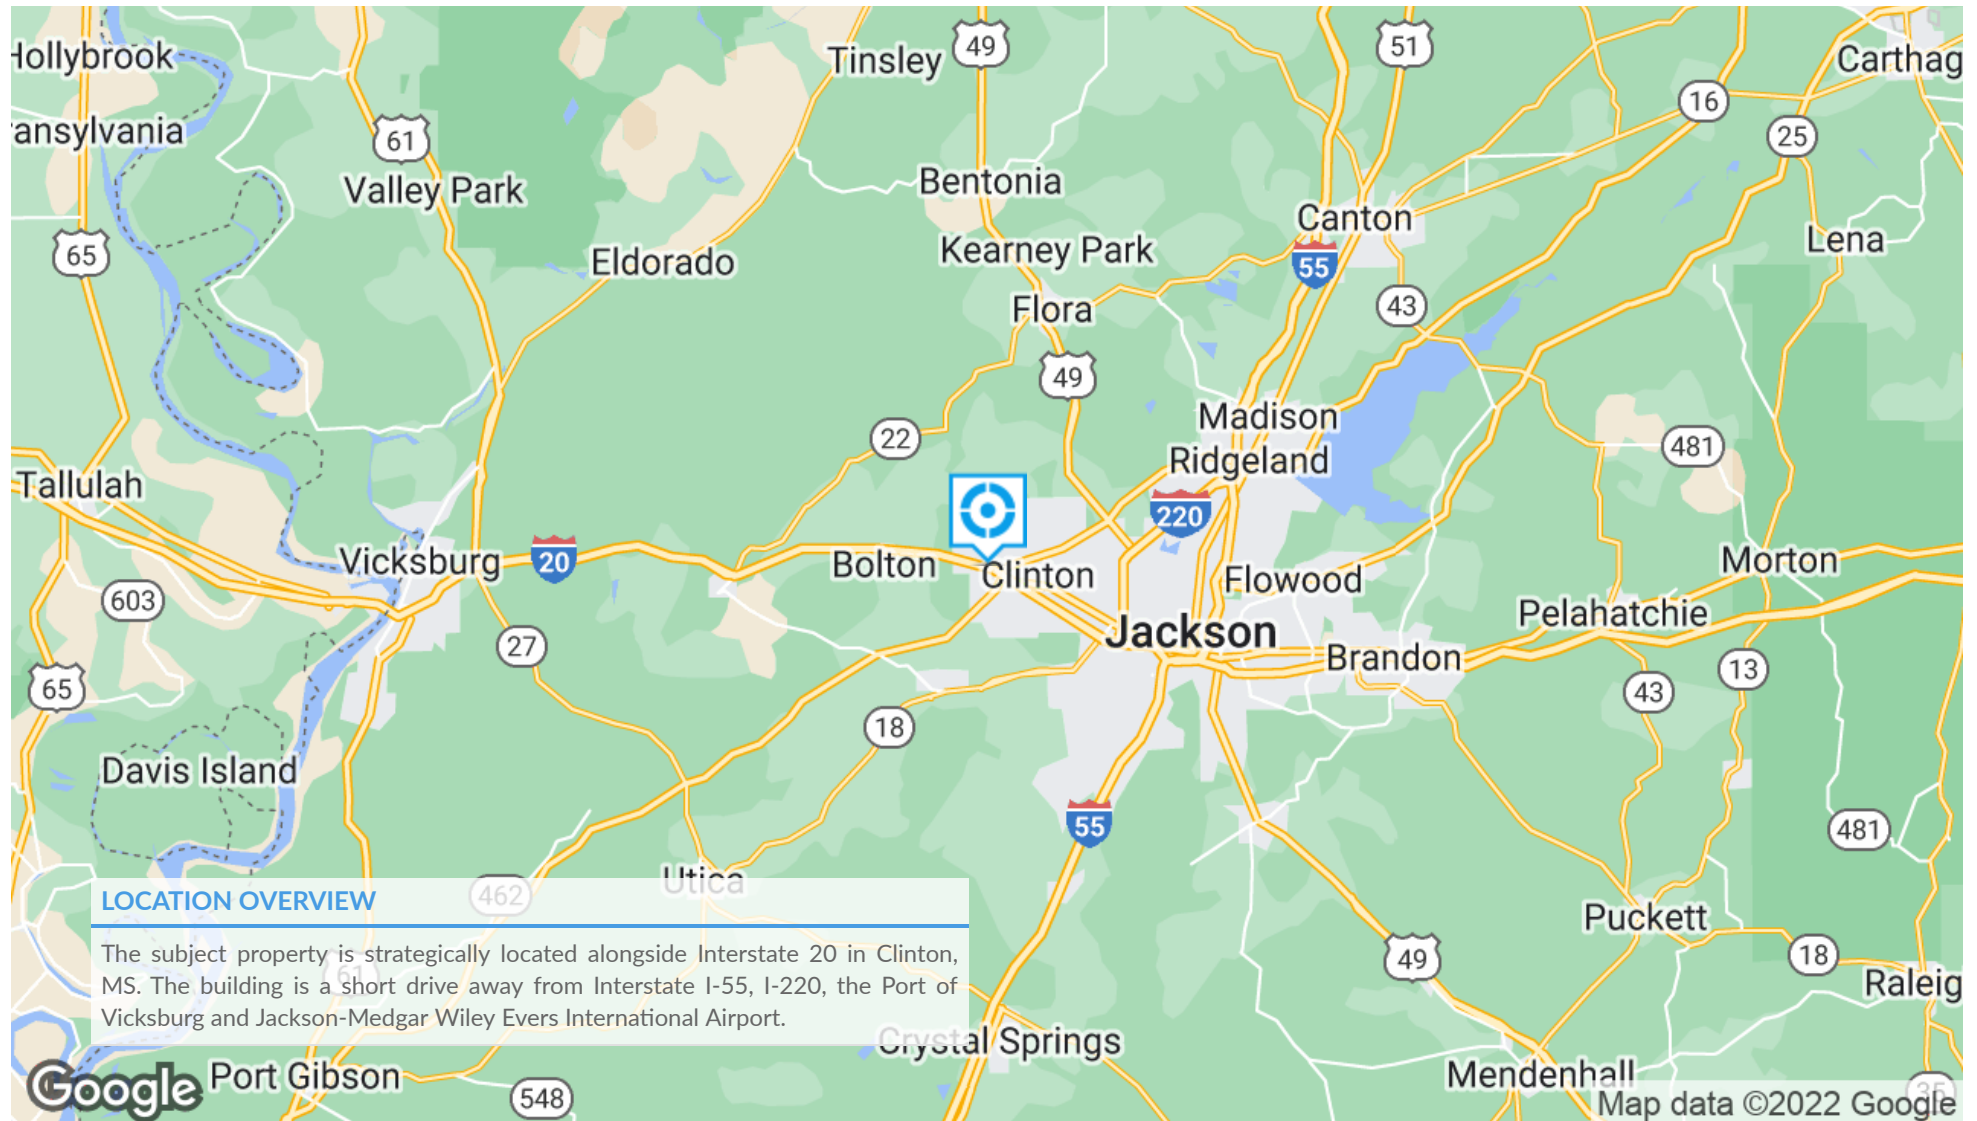 Hollybrook
Tinsley
49
51
Carthag
16
ansylvania
61
25
Valley Park
Bentonia
Canton
Lena
65
Eldorado
Kearney Park
55
43
Flora
49
Madison
22
481
Ridgeland
Tallulah
220
Vicksburg
20
Bolton
Clinton
Flowood
Morton
603
Pelahatchie
Jackson
27
Brandon
65
43
13
18
Davis Island
55
481
Utica
462
LOCATION OVERVIEW
The subject property is strategically located alongside Interstate 20 in Clinton,
MS. The building is a short drive away from Interstate I-55, I-220, the Port of
Vicksburg and Jackson-Medgar Wiley Evers International Airport.
61
Puckett
49
18
Raleig
Crystal Springs
Google
Port Gibson
548
Mendenhall
35
Map data ©2022 Google